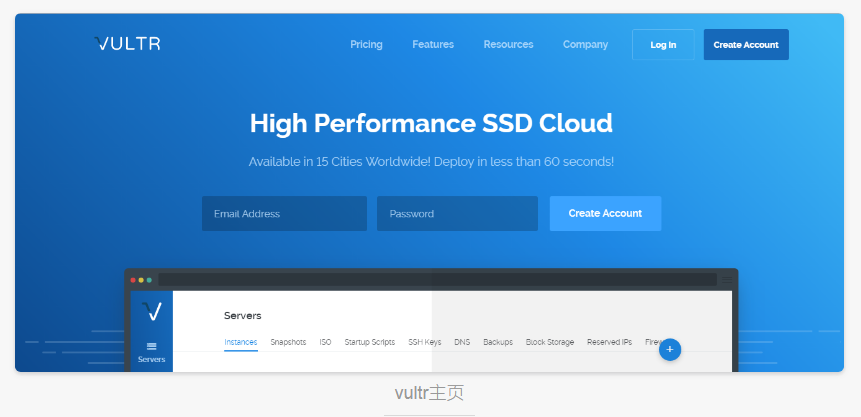 VULTR Pricing Features Resources Company Log In Create Account
High Performance SSD Cloud
Available in 15 Cities Worldwide! Deploy in less than 60 seconds!
Email Address Password Create Account
Servers
Instances Snapshots ISO Startup Scripts SSH Keys DNS Backups Block Storage Reserved IPs
Servers
vultr主页